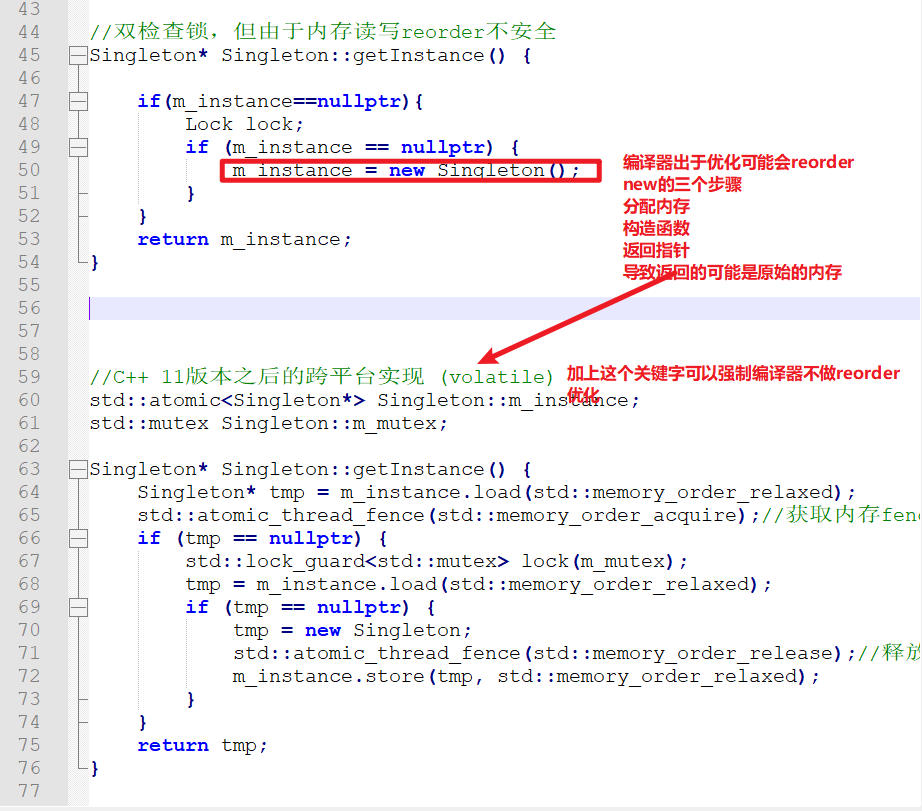 43
44 //双检查锁，但由于内存读写reorder不安全
45 Singleton* Singleton::getInstance() {
46
47 if(m_instance==nullptr){
48 Lock lock;
49 if (m_instance == nullptr) {
50 m_instance = new Singleton();
51 }
52 }
53 return m_instance;
54 }
编译器出于优化可能会reorder
new的三个步骤
分配内存
构造函数
返回指针
导致返回的可能是原始的内存
55
56
57
58
59 //C++ 11版本之后的跨平台实现 (volatile)
加上这个关键字可以强制编译器不做reorder
优化
60 std::atomic<Singleton*> Singleton::m_instance;
61 std::mutex Singleton::m_mutex;
62
63 Singleton* Singleton::getInstance() {
64 Singleton* tmp = m_instance.load(std::memory_order_relaxed);
65 std::atomic_thread_fence(std::memory_order_acquire);//获取内存fen
66 if (tmp == nullptr) {
67 std::lock_guard<std::mutex> lock(m_mutex);
68 tmp = m_instance.load(std::memory_order_relaxed);
69 if (tmp == nullptr) {
70 tmp = new Singleton;
71 std::atomic_thread_fence(std::memory_order_release);//释放
72 m_instance.store(tmp, std::memory_order_relaxed);
73 }
74 }
75 return tmp;
76 }
77